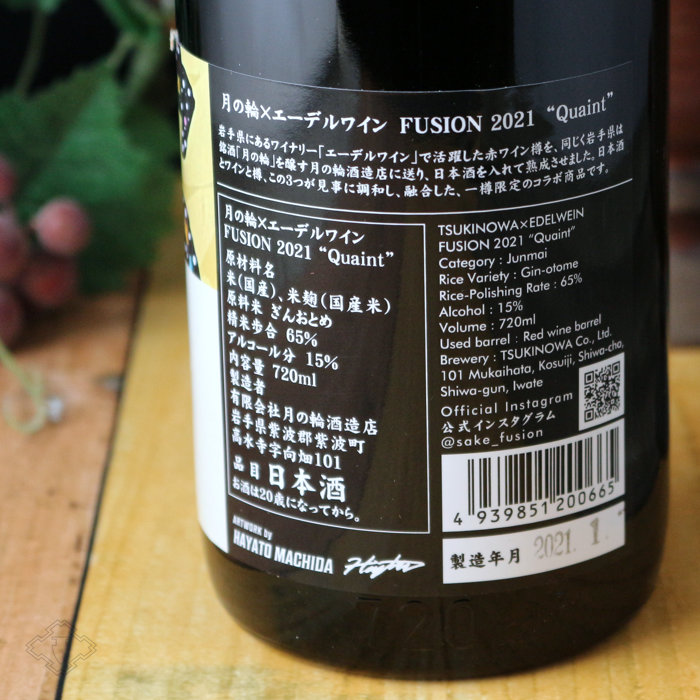 月の輪×エーデルワイン FUSION 2021 “Quaint”
岩手県にあるワイナリー「エーデルワイン」で活躍した赤ワイン樽を、同じく岩手県は
銘酒「月の輪」を醸す月の輪酒造店に送り、日本酒を入れて熟成させました。日本酒
とワインと樽、この3つが見事に調和し、融合した、一樽限定のコラボ商品です。
月の輪×エーデルワイン
FUSION 2021 “Quaint”
原材料名
米(国産)、米麹(国産米)
原料米 ぎんおとめ
精米歩合 65%
アルコール分 15%
内容量 720ml
製造者
有限会社月の輪酒造店
岩手県紫波郡紫波町
高水寺字向畑101
品目 日本酒
お酒は20歳になってから。
ARTWORK by
HAYATO MACHIDA
TSUKINOWA×EDELWEIN
FUSION 2021 “Quaint”
Category : Junmai
Rice Variety : Gin-otome
Rice-Polishing Rate : 65%
Alcohol : 15%
Volume : 720ml
Used barrel : Red wine barrel
Brewery : TSUKINOWA Co., Ltd.
101 Mukaihata, Kosuiji, Shiwa-cho,
Shiwa-gun, Iwate
Official Instagram
公式インスタグラム
@sake_fusion
4 939851 200665
製造年月 2021. 1.
720